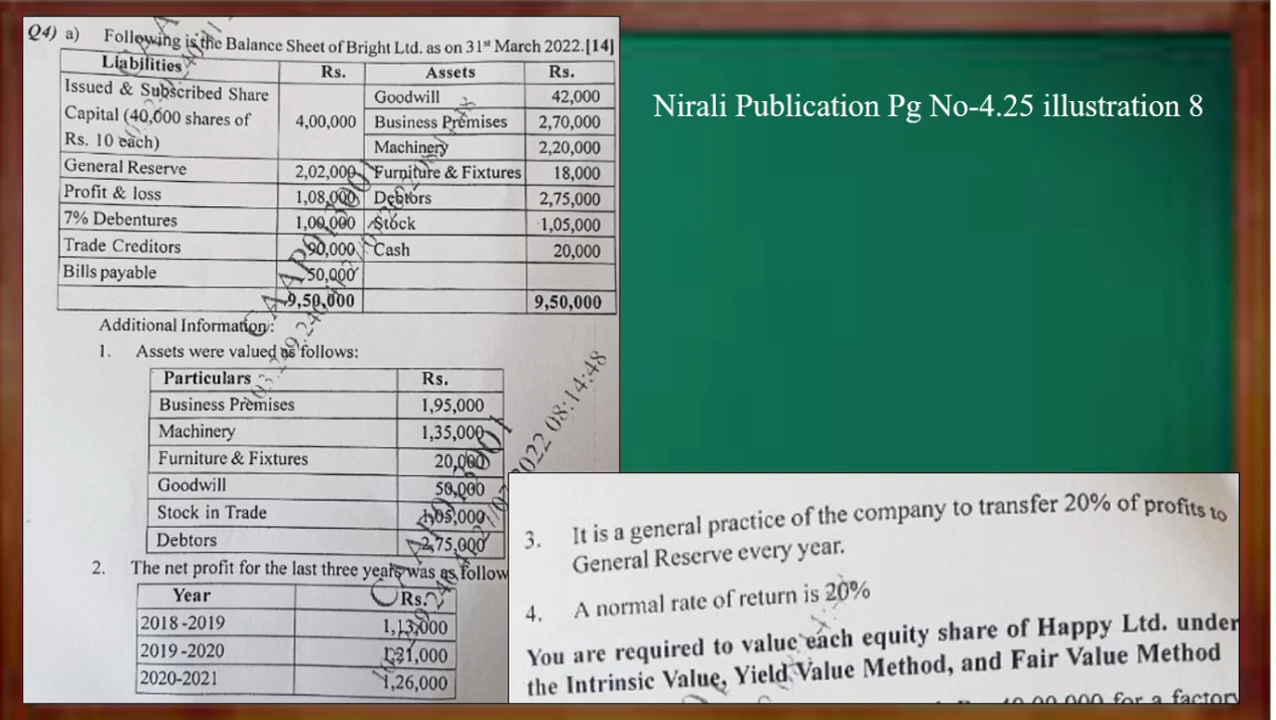 Q4) a) Following is the Balance Sheet of Bright Ltd. as on 31st March 2022.[14]
Liabilities Rs. Assets Rs.
Issued & Subscribed Share Capital (40,000 shares of Rs. 10 each) 4,00,000 Goodwill 42,000
Business Premises 2,70,000
Machinery 2,20,000
General Reserve 2,02,000 Furniture & Fixtures 18,000
Profit & loss 1,08,000 Debtors 2,75,000
7% Debentures 1,00,000 Stock 1,05,000
Trade Creditors 90,000 Cash 20,000
Bills payable 50,000
9,50,000 9,50,000
Additional Information:
1. Assets were valued as follows:
Particulars Rs.
Business Premises 1,95,000
Machinery 1,35,000
Furniture & Fixtures 20,000
Goodwill 50,000
Stock in Trade 1,05,000
Debtors 2,75,000
2. The net profit for the last three years was as follow
Year Rs.
2018-2019 1,13,000
2019-2020 1,21,000
2020-2021 1,26,000
Nirali Publication Pg No-4.25 illustration 8
3. It is a general practice of the company to transfer 20% of profits to
General Reserve every year.
4. A normal rate of return is 20%
You are required to value each equity share of Happy Ltd. under
the Intrinsic Value, Yield Value Method, and Fair Value Method
for a factory